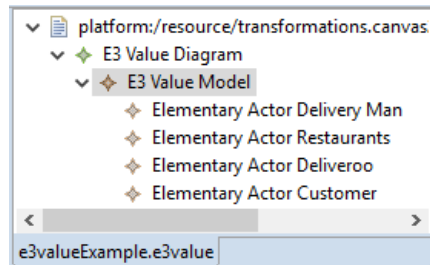 platform:/resource/transformations.canvas
E3 Value Diagram
E3 Value Model
Elementary Actor Delivery Man
Elementary Actor Restaurants
Elementary Actor Deliveroo
Elementary Actor Customer
e3valueExample.e3value